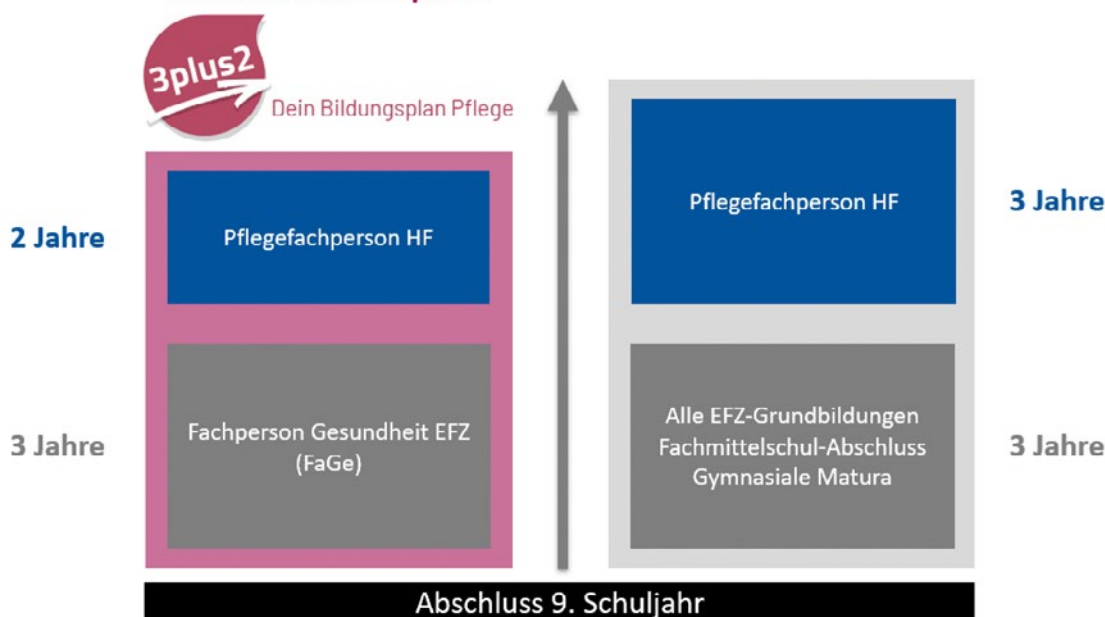 3plus2
Dein Bildungsplan Pflege
2 Jahre
Pflegefachperson HF
3 Jahre
Fachperson Gesundheit EFZ
(FaGe)
Pflegefachperson HF
3 Jahre
Alle EFZ-Grundbildungen
Fachmittelschul-Abschluss
Gymnasiale Matura
3 Jahre
Abschluss 9. Schuljahr